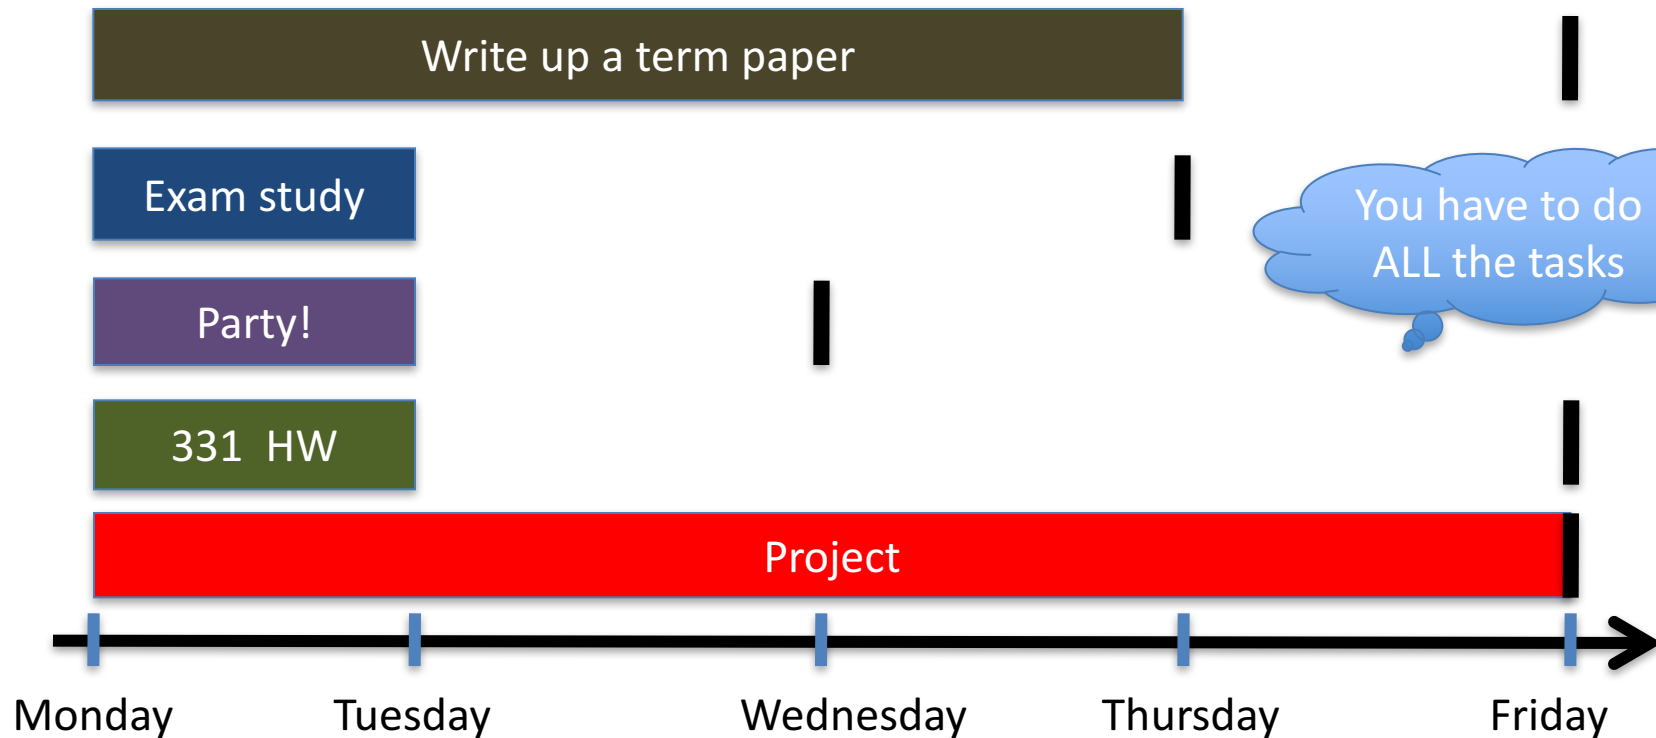 Write up a term paper
Exam study
You have to do
ALL the tasks
Party!
331 HW
Project
Monday
Tuesday
Wednesday
Thursday
Friday